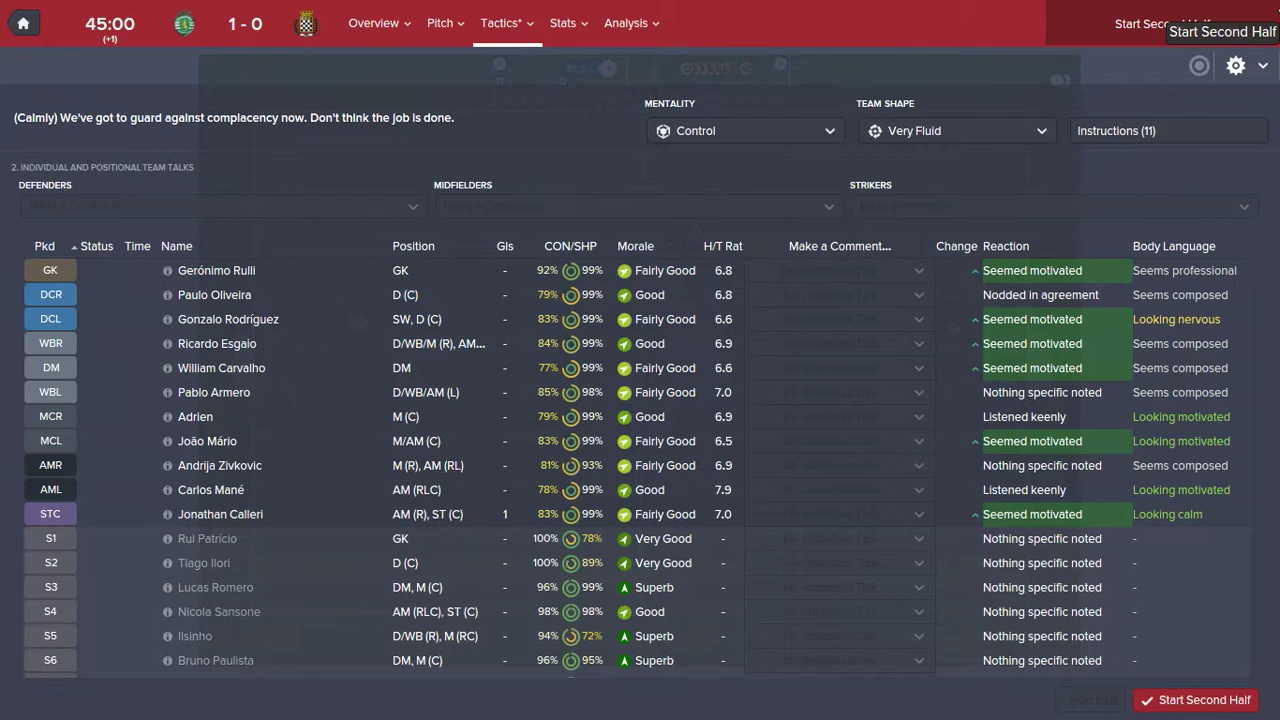 45:00
(+1)
1 - 0
Overview
Pitch
Tactics*
Stats
Analysis
Start Second Half
Start Second Half
MENTALITY
TEAM SHAPE
(Calmly) We've got to guard against complacency now. Don't think the job is done.
Control
Very Fluid
Instructions (11)
2. INDIVIDUAL AND POSITIONAL TEAM TALKS
DEFENDERS
MIDFIELDERS
STRIKERS
Pkd Status Time Name Position Gls CON/SHP Morale H/T Rat Make a Comment... Change Reaction Body Language
GK Gerónimo Rulli GK - 92% 99% Fairly Good 6.8 Seemed motivated Seems professional
DCR Paulo Oliveira D (C) - 79% 99% Good 6.8 Nodded in agreement Seems composed
DCL Gonzalo Rodríguez SW, D (C) - 83% 99% Fairly Good 6.6 Seemed motivated Looking nervous
WBR Ricardo Esgaio D/WB/M (R), AM... - 84% 99% Good 6.9 Seemed motivated Seems composed
DM William Carvalho DM - 77% 99% Fairly Good 6.6 Seemed motivated Seems composed
WBL Pablo Armero D/WB/AM (L) - 85% 98% Fairly Good 7.0 Nothing specific noted Seems composed
MCR Adrien M (C) - 79% 99% Good 6.9 Listened keenly Looking motivated
MCL João Mário M/AM (C) - 83% 99% Fairly Good 6.5 Seemed motivated Looking motivated
AMR Andrija Zivkovic M (R), AM (RL) - 81% 93% Fairly Good 6.9 Nothing specific noted Seems composed
AML Carlos Mané AM (RLC) - 78% 99% Good 7.9 Listened keenly Looking motivated
STC Jonathan Calleri AM (R), ST (C) 1 83% 99% Fairly Good 7.0 Seemed motivated Looking calm
S1 Rui Patrício GK 100% 78% Very Good - Nothing specific noted -
S2 Tiago Ilori D (C) 100% 89% Very Good - Nothing specific noted -
S3 Lucas Romero DM, M (C) 96% 99% Superb - Nothing specific noted -
S4 Nicola Sansone AM (RLC), ST (C) 98% 98% Good - Nothing specific noted -
S5 Ilsinho D/WB (R), M (RC) 94% 72% Superb - Nothing specific noted -
S6 Bruno Paulista DM, M (C) 96% 95% Superb - Nothing specific noted -
Start Second Half